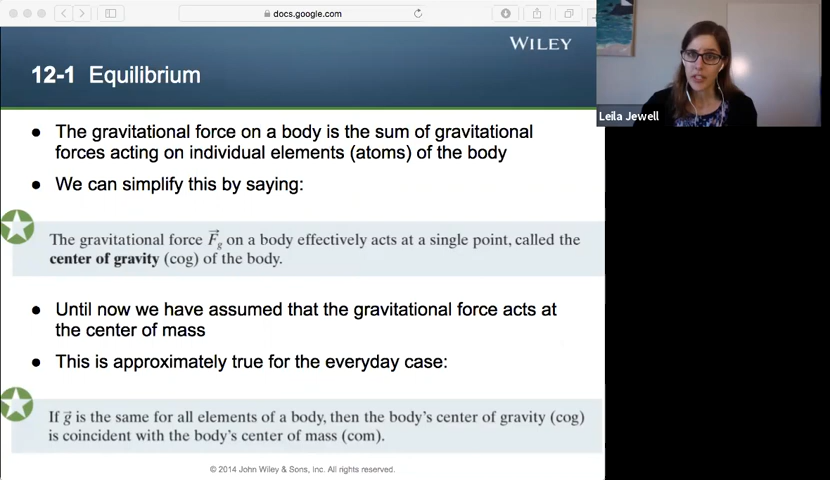 docs.google.com
WILEY
12-1 Equilibrium
Leila Jewell
● The gravitational force on a body is the sum of gravitational
forces acting on individual elements (atoms) of the body
● We can simplify this by saying:
The gravitational force F⃗g on a body effectively acts at a single point, called the
center of gravity (cog) of the body.
● Until now we have assumed that the gravitational force acts at
the center of mass
● This is approximately true for the everyday case:
If g⃗ is the same for all elements of a body, then the body's center of gravity (cog)
is coincident with the body's center of mass (com).
© 2014 John Wiley & Sons, Inc. All rights reserved.